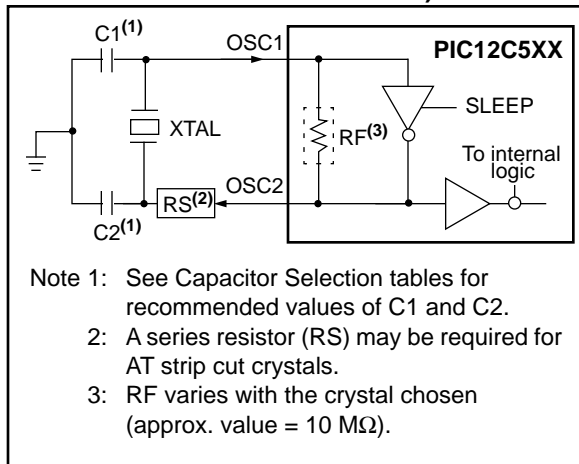 C1(1)
OSC1
PIC12C5XX
SLEEP
XTAL
RF(3)
To internal
logic
OSC2
RS(2)
C2(1)
Note 1: See Capacitor Selection tables for
recommended values of C1 and C2.
2: A series resistor (RS) may be required for
AT strip cut crystals.
3: RF varies with the crystal chosen
(approx. value = 10 MΩ).